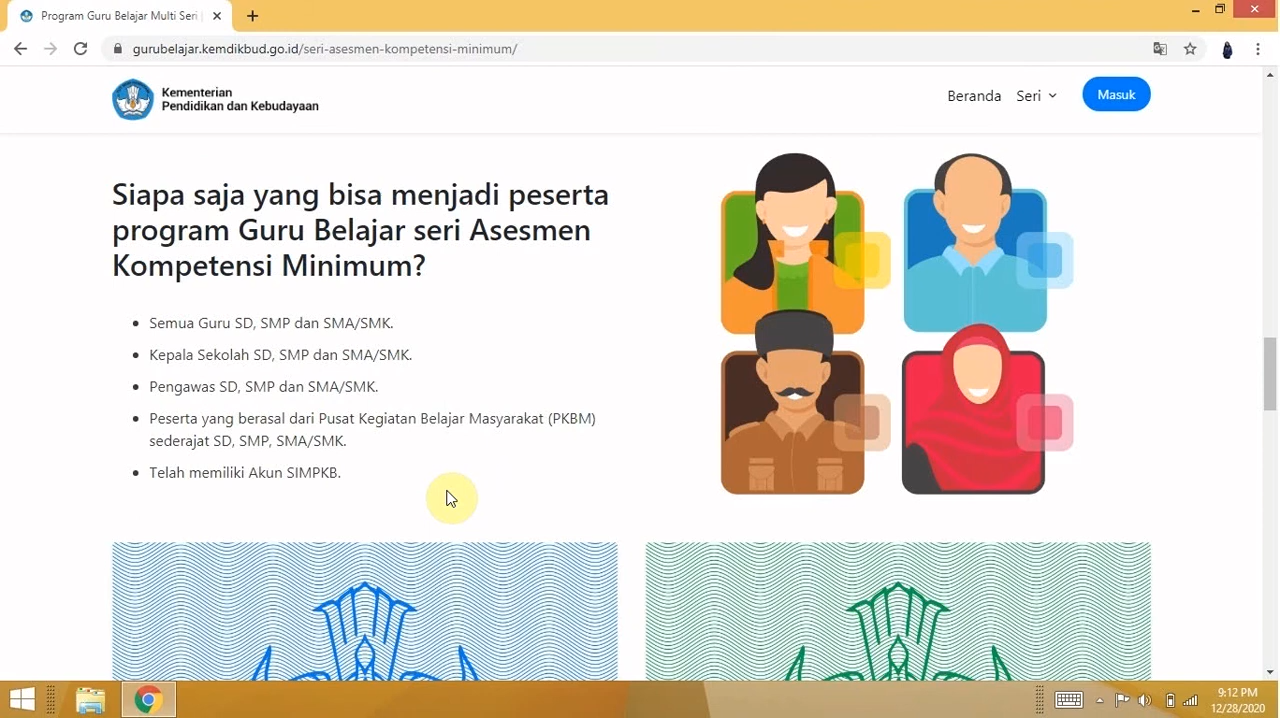 Program Guru Belajar Multi Seri
gurubelajar.kemdikbud.go.id/seri-asesmen-kompetensi-minimum/
Kementerian
Pendidikan dan Kebudayaan
Beranda
Seri
Masuk
Siapa saja yang bisa menjadi peserta
program Guru Belajar seri Asesmen
Kompetensi Minimum?
Semua Guru SD, SMP dan SMA/SMK.
Kepala Sekolah SD, SMP dan SMA/SMK.
Pengawas SD, SMP dan SMA/SMK.
Peserta yang berasal dari Pusat Kegiatan Belajar Masyarakat (PKBM)
sederajat SD, SMP, SMA/SMK.
Telah memiliki Akun SIMPKB.
9:12 PM
12/28/2020